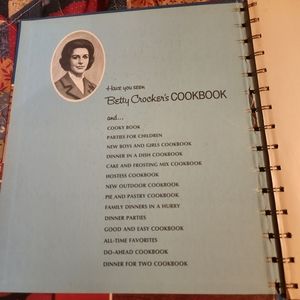 Have you seen
Betty Crocker's COOKBOOK
and...
COOKY BOOK
PARTIES FOR CHILDREN
NEW BOYS AND GIRLS COOKBOOK
DINNER IN A DISH COOKBOOK
CAKE AND FROSTING MIX COOKBOOK
HOSTESS COOKBOOK
NEW OUTDOOR COOKBOOK
PIE AND PASTRY COOKBOOK
FAMILY DINNERS IN A HURRY
DINNER PARTIES
GOOD AND EASY COOKBOOK
ALL-TIME FAVORITES
DO-AHEAD COOKBOOK
DINNER FOR TWO COOKBOOK